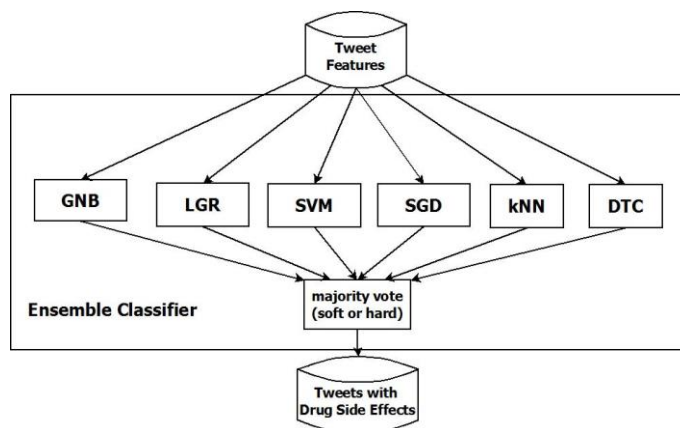 Tweet
Features
GNB
LGR
SVM
SGD
kNN
DTC
majority vote
(soft or hard)
Ensemble Classifier
Tweets with
Drug Side Effects